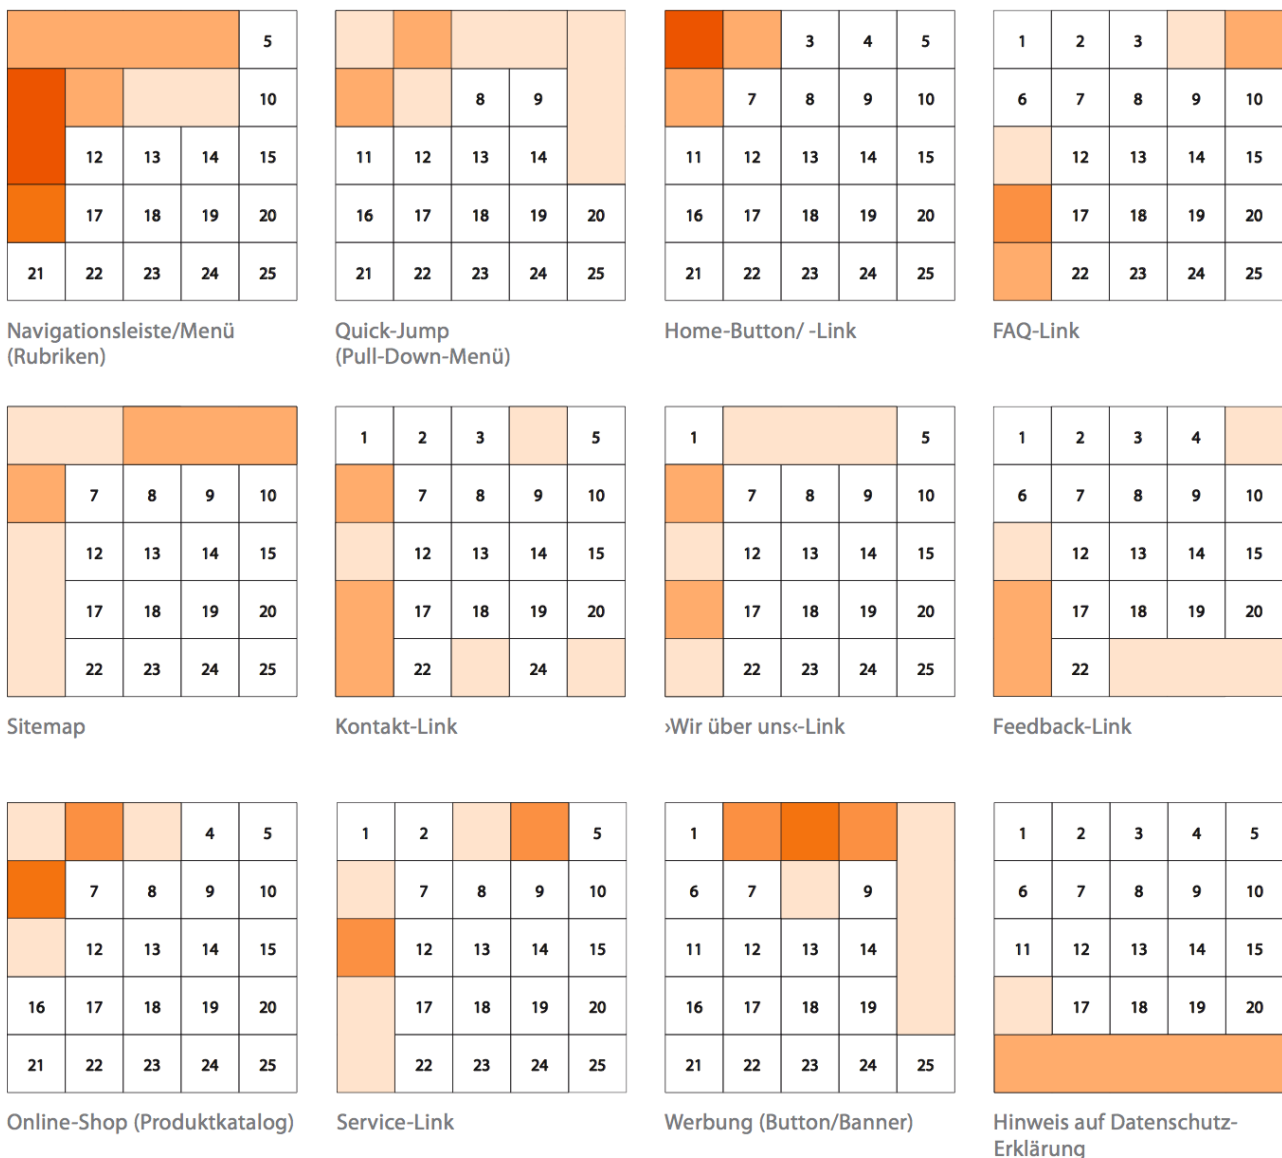 5
10
12 13 14 15
17 18 19 20
21 22 23 24 25
Navigationsleiste/Menü
(Rubriken)
8 9
11 12 13 14
16 17 18 19 20
21 22 23 24 25
Quick-Jump
(Pull-Down-Menü)
3 4 5
7 8 9 10
11 12 13 14 15
16 17 18 19 20
21 22 23 24 25
Home-Button/ -Link
1 2 3
6 7 8 9 10
12 13 14 15
17 18 19 20
22 23 24 25
FAQ-Link
7 8 9 10
12 13 14 15
17 18 19 20
22 23 24 25
Sitemap
1 2 3 5
7 8 9 10
12 13 14 15
17 18 19 20
22 24
Kontakt-Link
1 5
7 8 9 10
12 13 14 15
17 18 19 20
22 23 24 25
›Wir über uns‹-Link
1 2 3 4
6 7 8 9 10
12 13 14 15
17 18 19 20
22
Feedback-Link
4 5
7 8 9 10
12 13 14 15
16 17 18 19 20
21 22 23 24 25
Online-Shop (Produktkatalog)
1 2 5
7 8 9 10
12 13 14 15
17 18 19 20
22 23 24 25
Service-Link
1
6 7 9
11 12 13 14
16 17 18 19
21 22 23 24 25
Werbung (Button/Banner)
1 2 3 4 5
6 7 8 9 10
11 12 13 14 15
17 18 19 20
Hinweis auf Datenschutz-
Erklärung